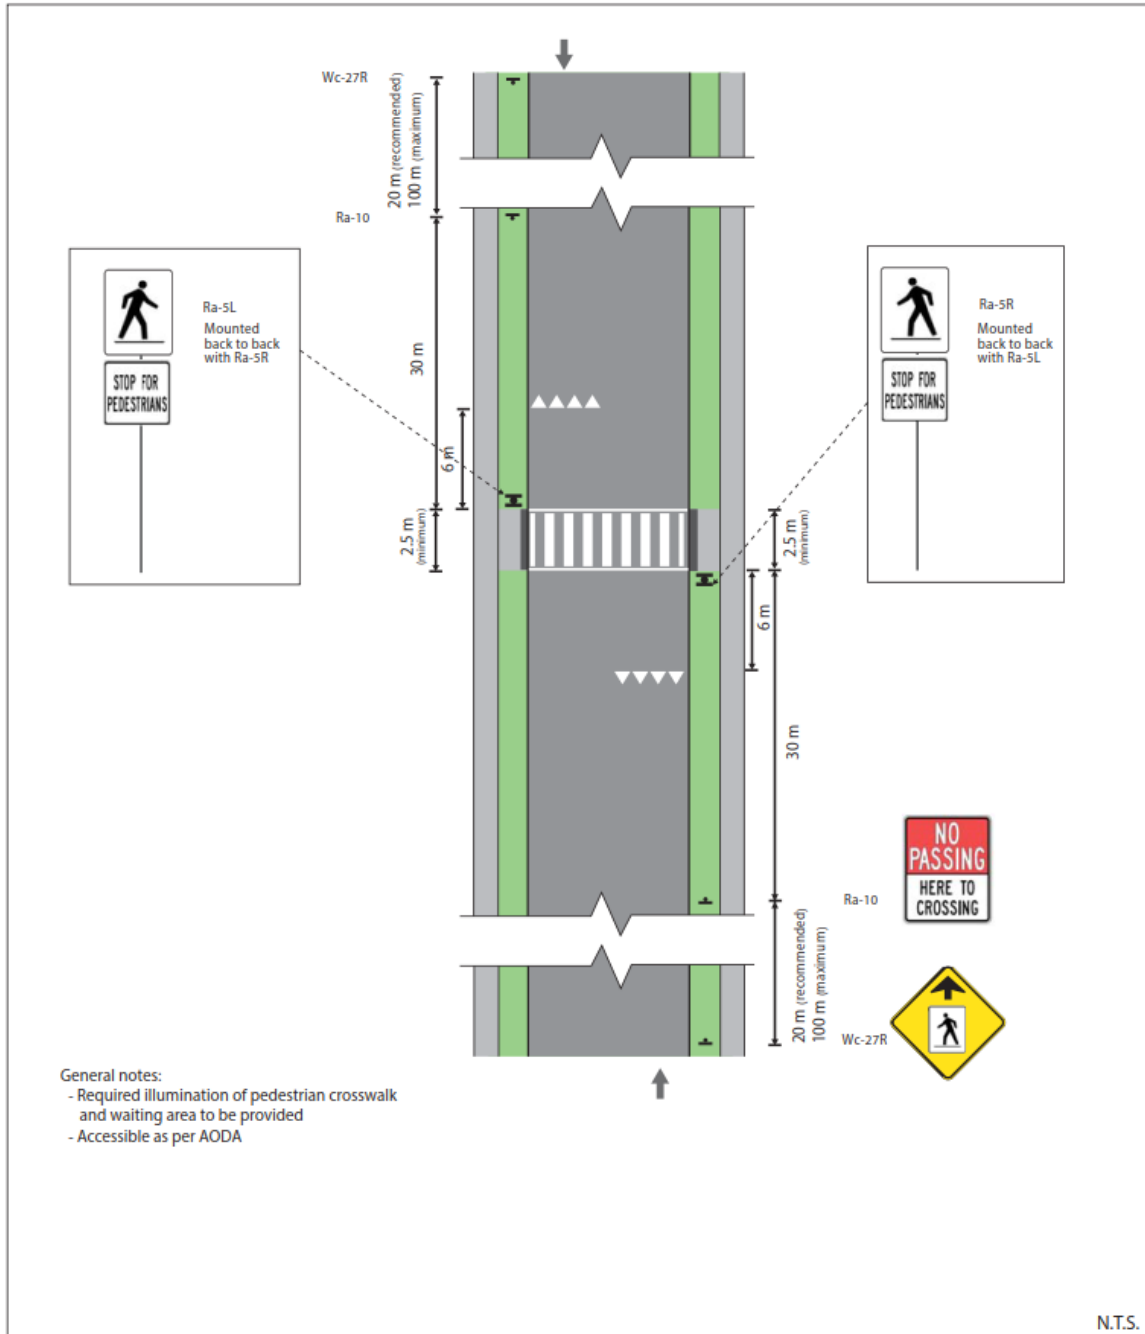 Wc-27R
20 m (recommended)
100 m (maximum)
Ra-10
30 m
6 m
2.5 m
(minimum)
Ra-5L
Mounted
back to back
with Ra-5R
STOP FOR
PEDESTRIANS
Ra-5R
Mounted
back to back
with Ra-5L
STOP FOR
PEDESTRIANS
2.5 m
(minimum)
6 m
30 m
NO
PASSING
HERE TO
CROSSING
Ra-10
20 m (recommended)
100 m (maximum)
Wc-27R
General notes:
- Required illumination of pedestrian crosswalk
and waiting area to be provided
- Accessible as per AODA
N.T.S.